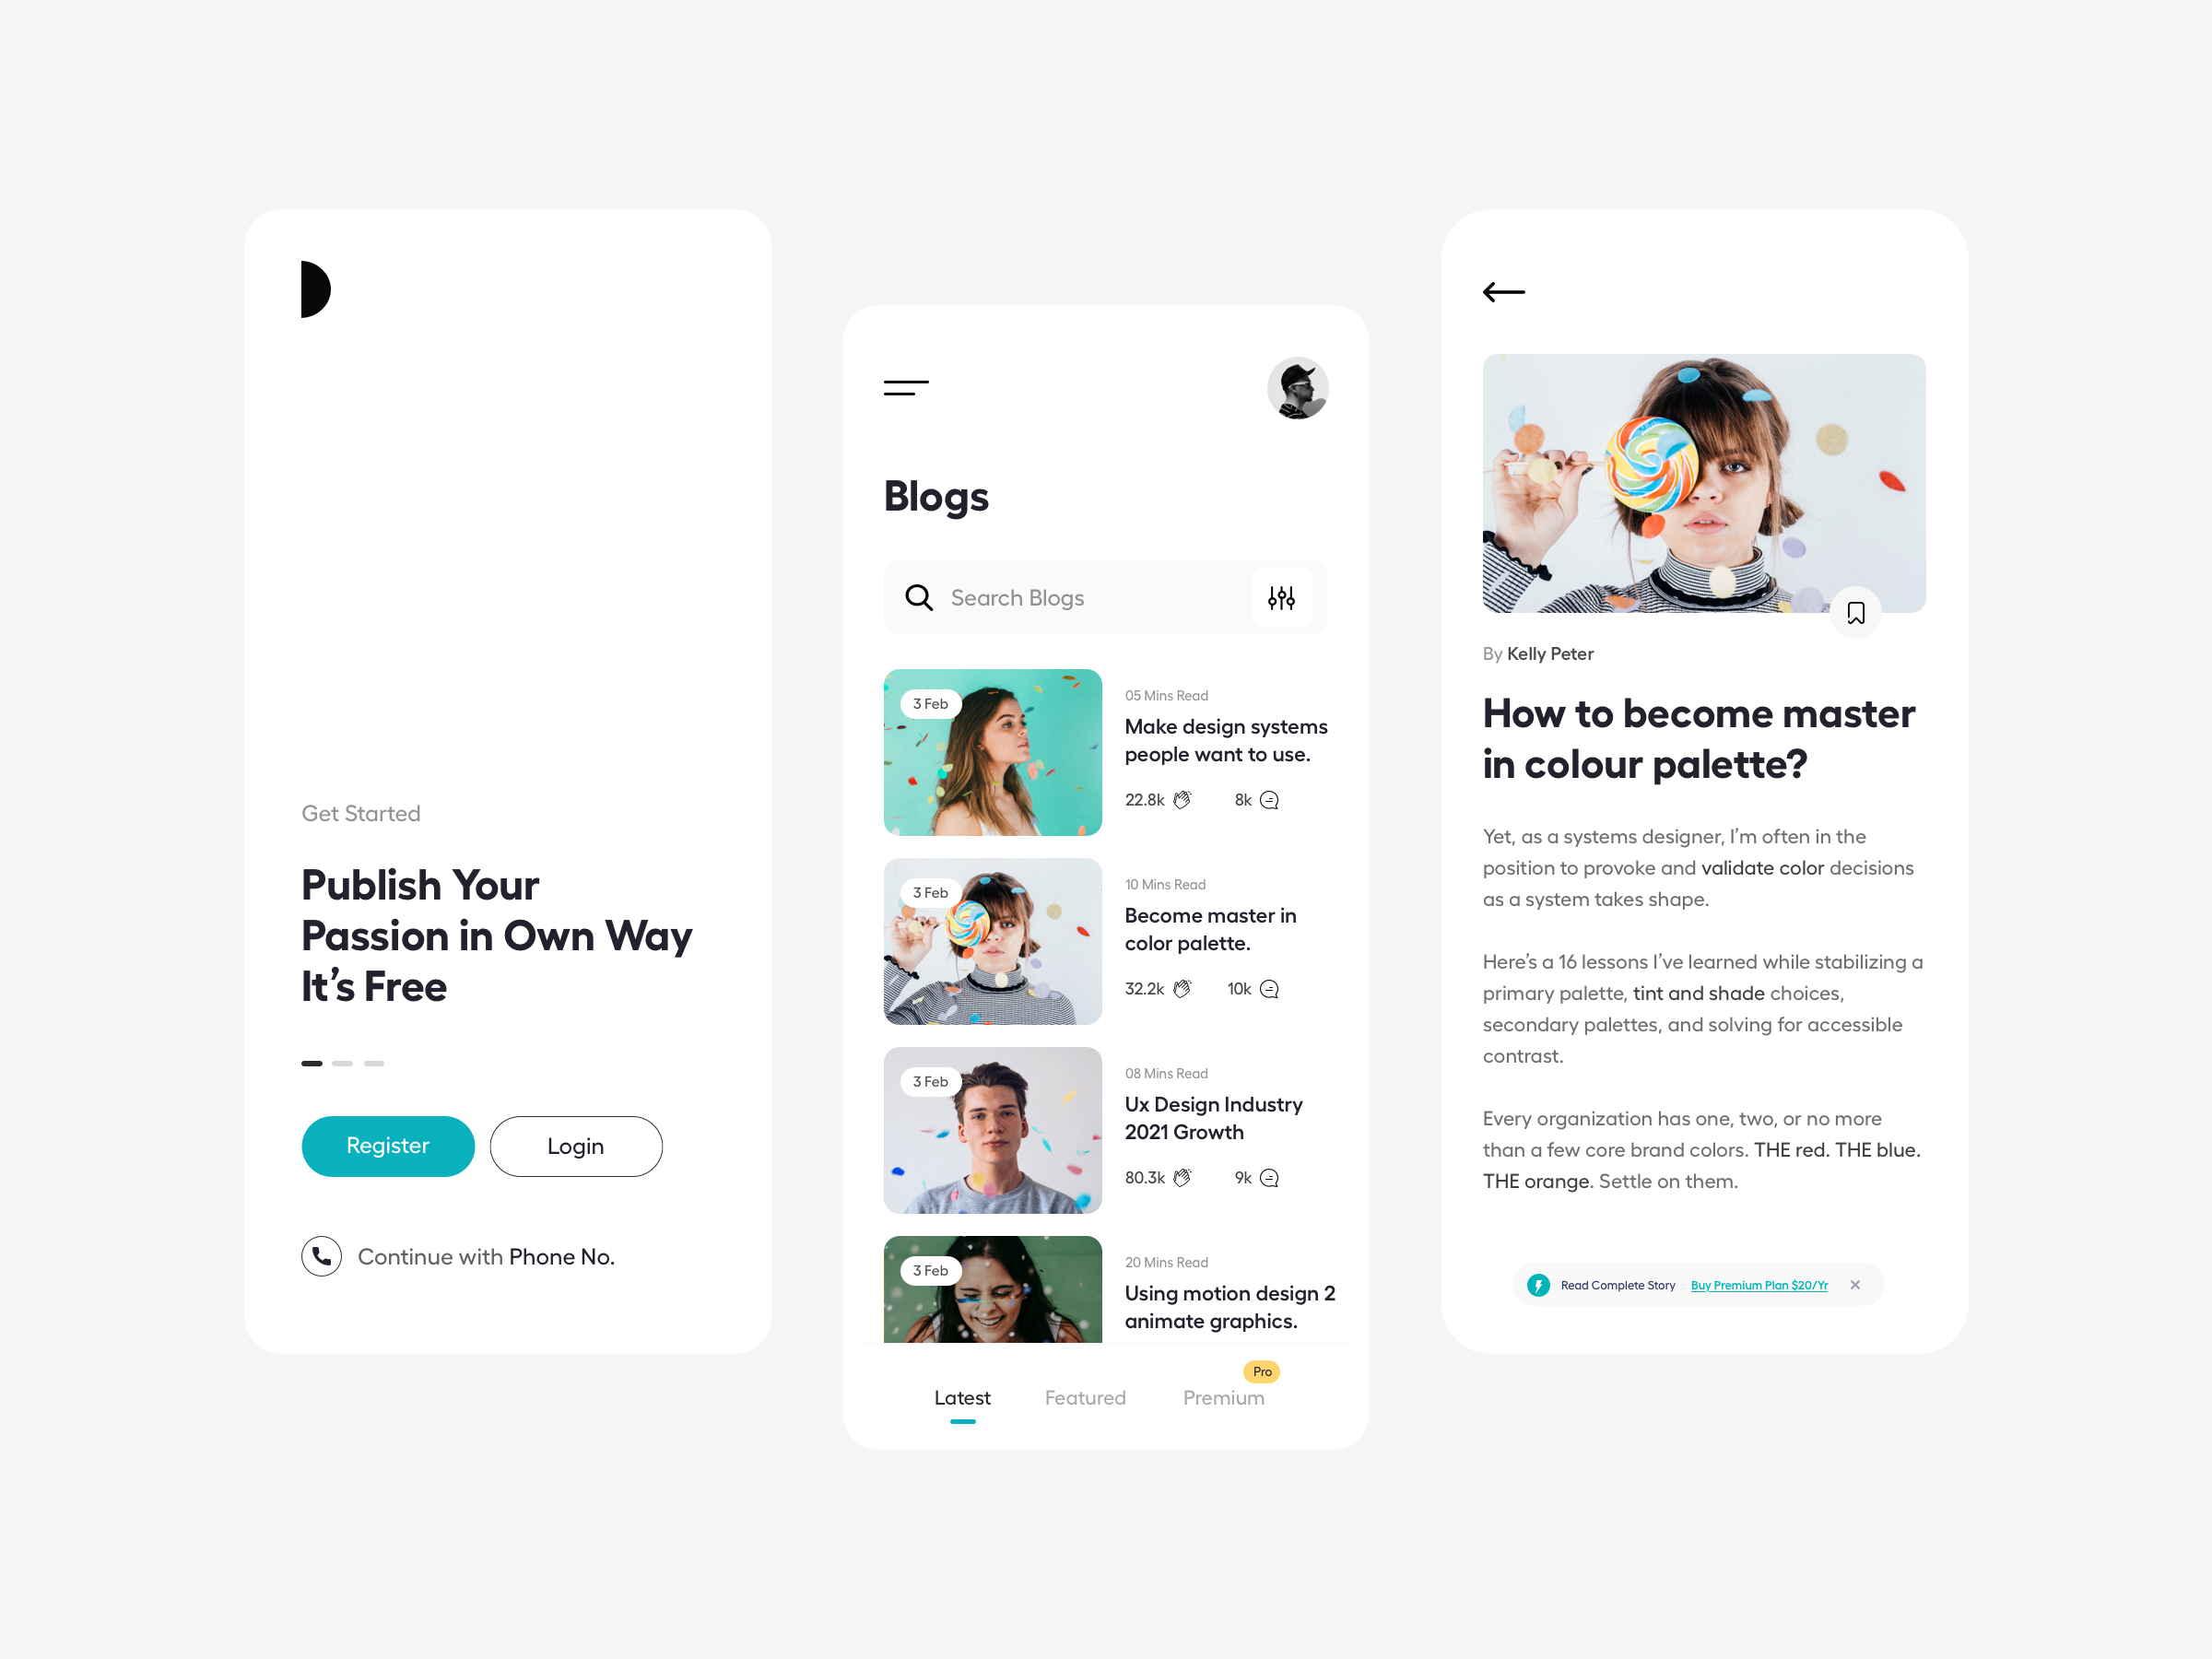 Get Started
Publish Your
Passion in Own Way
It’s Free
Register
Login
Continue with Phone No.
Blogs
Search Blogs
3 Feb
05 Mins Read
Make design systems
people want to use.
22.8k
8k
3 Feb
10 Mins Read
Become master in
color palette.
32.2k
10k
3 Feb
08 Mins Read
Ux Design Industry
2021 Growth
80.3k
9k
3 Feb
20 Mins Read
Using motion design 2
animate graphics.
Pro
Latest
Featured
Premium
By Kelly Peter
How to become master
in colour palette?
Yet, as a systems designer, I’m often in the
position to provoke and validate color decisions
as a system takes shape.
Here’s a 16 lessons I’ve learned while stabilizing a
primary palette, tint and shade choices,
secondary palettes, and solving for accessible
contrast.
Every organization has one, two, or no more
than a few core brand colors. THE red. THE blue.
THE orange. Settle on them.
Read Complete Story
Buy Premium Plan $20/Yr